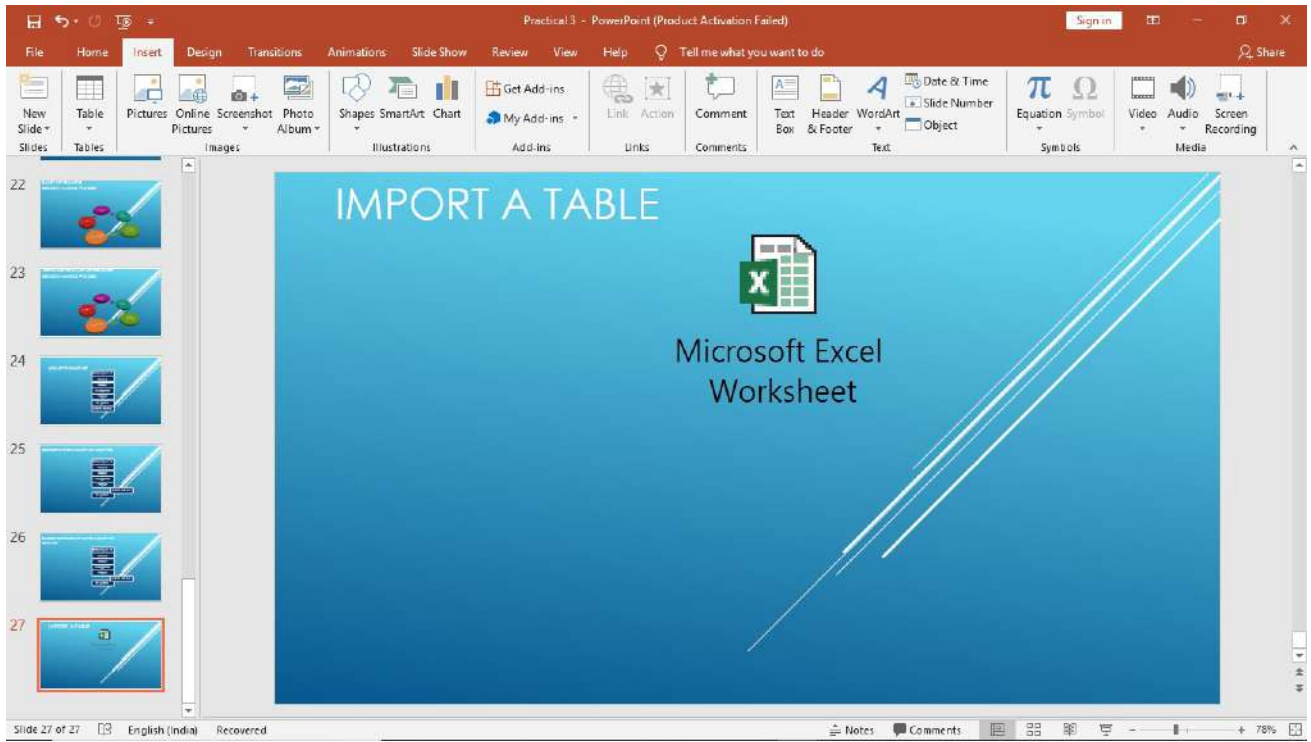 Practical 3 - PowerPoint (Product Activation Failed)
Sign in
File Home Insert Design Transitions Animations Slide Show Review View Help Tell me what you want to do Share
New Slide
Table
Pictures
Online Pictures
Screenshot
Photo Album
Shapes
SmartArt
Chart
Get Add-ins
My Add-ins
Link
Action
Comment
Text Box
Header & Footer
WordArt
Date & Time
Slide Number
Object
Equation
Symbol
Video
Audio
Screen Recording
Slides Tables Images Illustrations Add-ins Links Comments Text Symbols Media
22
23
24
25
26
27
IMPORT A TABLE
Microsoft Excel
Worksheet
Slide 27 of 27 English (India) Recovered Notes Comments 78%